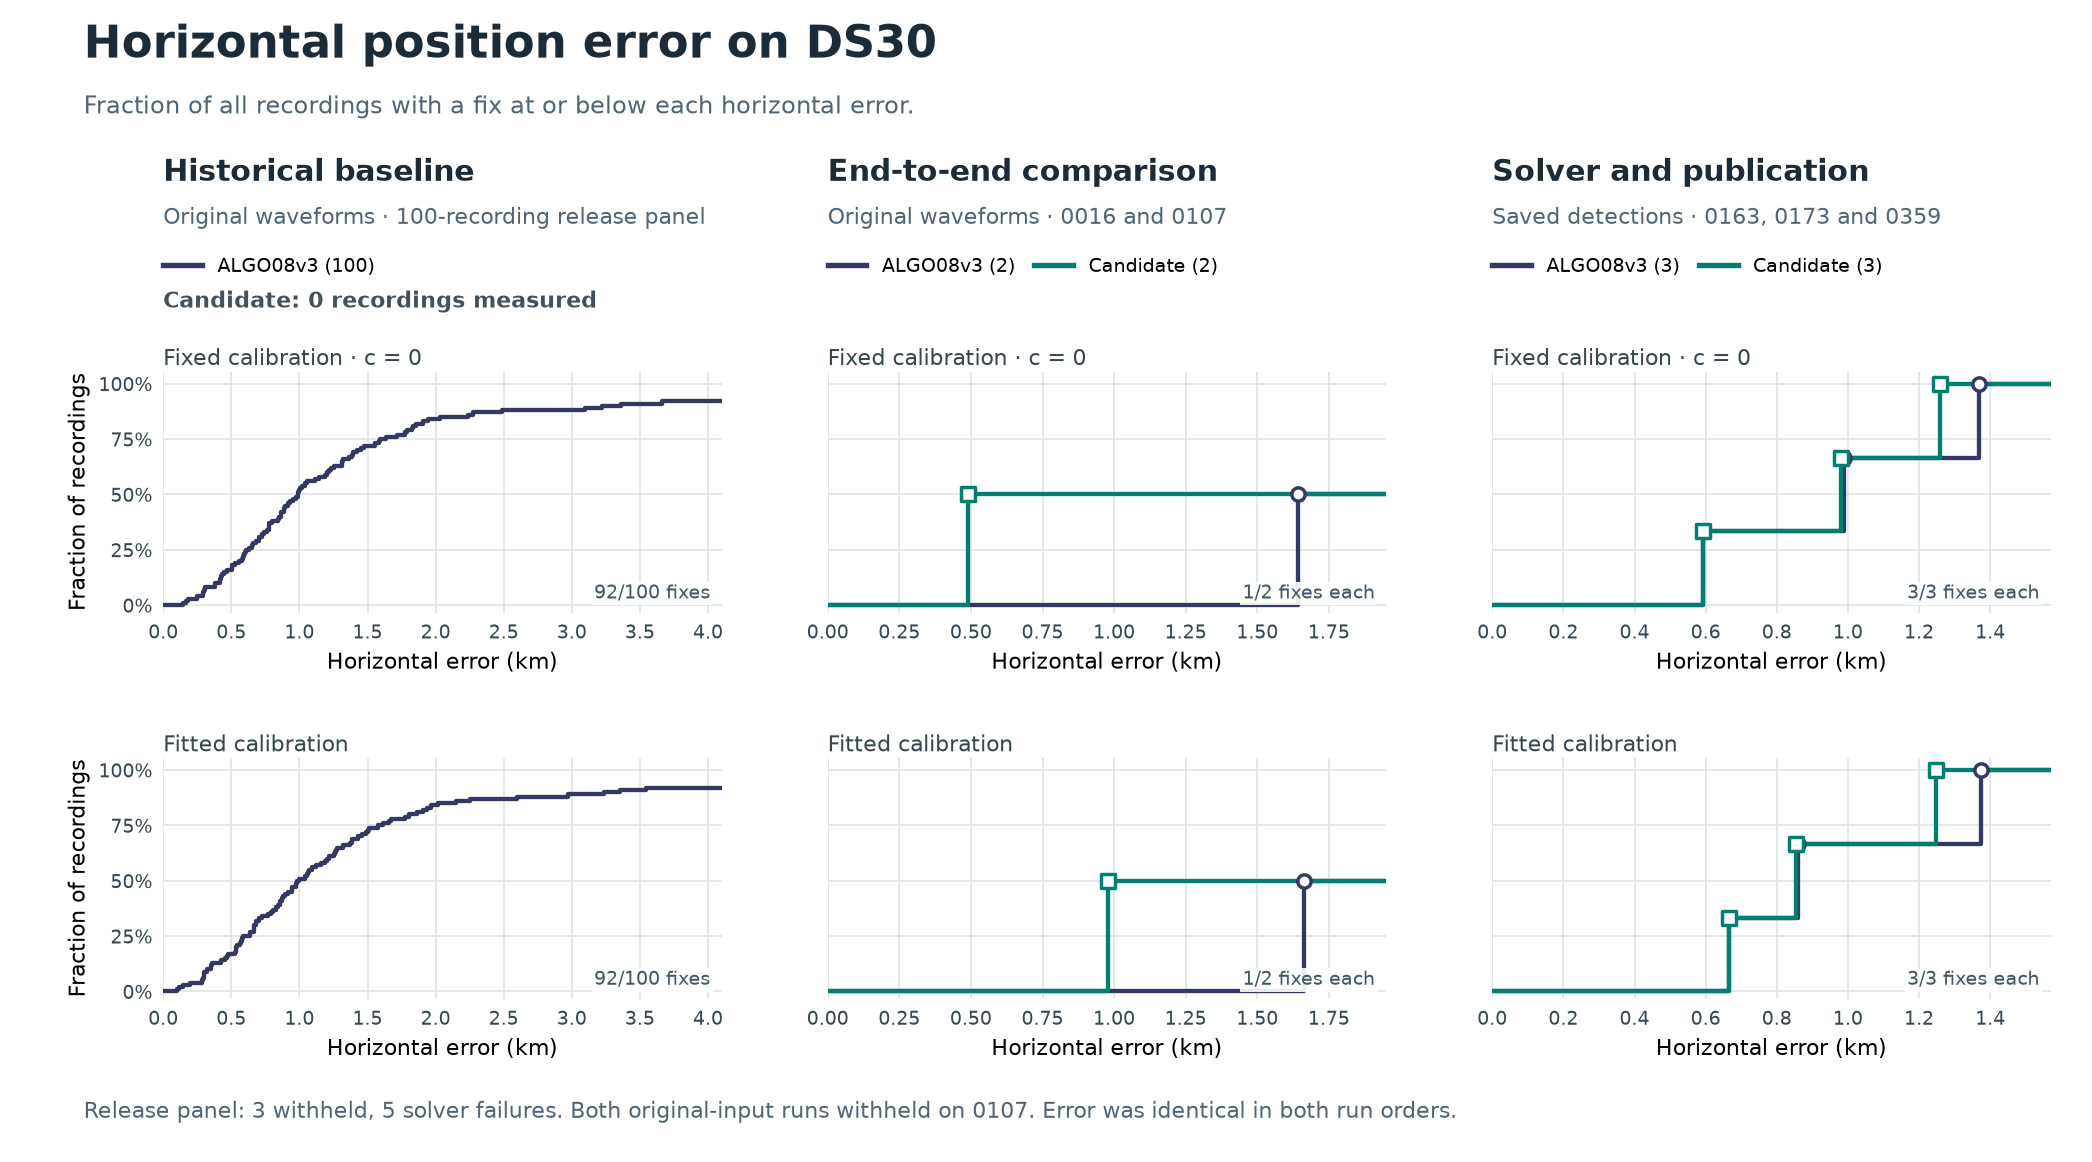 Horizontal position error on DS30
Fraction of all recordings with a fix at or below each horizontal error.
Historical baseline
Original waveforms · 100-recording release panel
ALGO08v3 (100)
Candidate: 0 recordings measured
End-to-end comparison
Original waveforms · 0016 and 0107
ALGO08v3 (2) Candidate (2)
Solver and publication
Saved detections · 0163, 0173 and 0359
ALGO08v3 (3) Candidate (3)
Fixed calibration · c = 0
Fraction of recordings
100%
75%
50%
25%
0%
92/100 fixes
0.0 0.5 1.0 1.5 2.0 2.5 3.0 3.5 4.0
Horizontal error (km)
Fixed calibration · c = 0
1/2 fixes each
0.00 0.25 0.50 0.75 1.00 1.25 1.50 1.75
Horizontal error (km)
Fixed calibration · c = 0
3/3 fixes each
0.0 0.2 0.4 0.6 0.8 1.0 1.2 1.4
Horizontal error (km)
Fitted calibration
Fraction of recordings
100%
75%
50%
25%
0%
92/100 fixes
0.0 0.5 1.0 1.5 2.0 2.5 3.0 3.5 4.0
Horizontal error (km)
Fitted calibration
1/2 fixes each
0.00 0.25 0.50 0.75 1.00 1.25 1.50 1.75
Horizontal error (km)
Fitted calibration
3/3 fixes each
0.0 0.2 0.4 0.6 0.8 1.0 1.2 1.4
Horizontal error (km)
Release panel: 3 withheld, 5 solver failures. Both original-input runs withheld on 0107. Error was identical in both run orders.